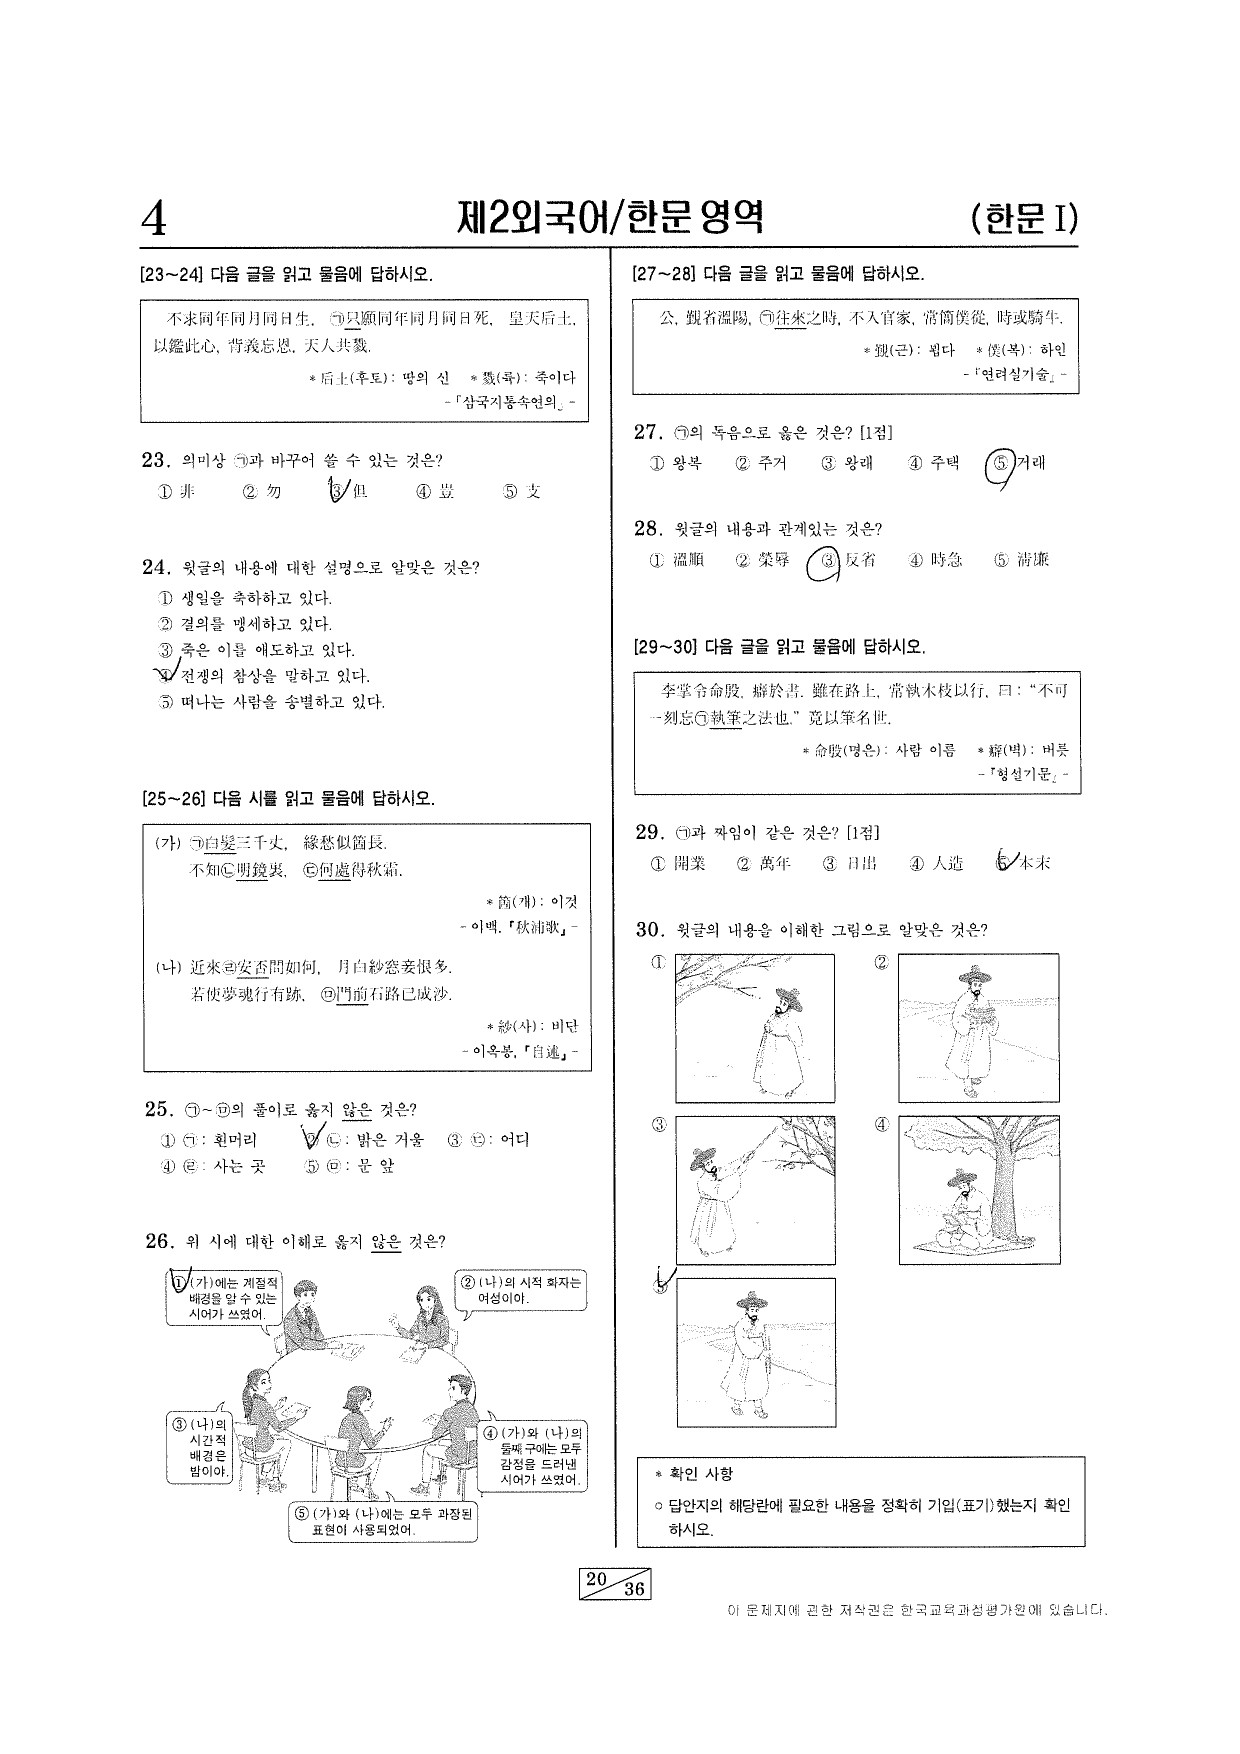 4
제2외국어/한문 영역
(한문 I)
[23~24] 다음 글을 읽고 물음에 답하시오.
不求同年同月同日生, ㉠只願同年同月同日死, 皇天后土,
以鑑此心, 背義忘恩, 天人共戮.
* 后土(후토): 땅의 신 * 戮(륙): 죽이다
- 『삼국지통속연의』 -
23. 의미상 ㉠과 바꾸어 쓸 수 있는 것은?
① 非 ② 勿 ③ 但 ④ 豈 ⑤ 支
24. 윗글의 내용에 대한 설명으로 알맞은 것은?
① 생일을 축하하고 있다.
② 결의를 맹세하고 있다.
③ 죽은 이를 애도하고 있다.
④ 전쟁의 참상을 말하고 있다.
⑤ 떠나는 사람을 송별하고 있다.
[25~26] 다음 시를 읽고 물음에 답하시오.
(가) ㉠白髮三千丈, 緣愁似箇長.
不知㉡明鏡裏, ㉢何處得秋霜.
* 箇(개): 이것
- 이백, 『秋浦歌』 -
(나) 近來㉣安否問如何, 月白紗窓妾恨多.
若使夢魂行有跡, ㉤門前石路已成沙.
* 紗(사): 비단
- 이옥봉, 『自述』 -
25. ㉠~㉤의 풀이로 옳지 않은 것은?
① ㉠: 흰머리 ② ㉡: 밝은 거울 ③ ㉢: 어디
④ ㉣: 사는 곳 ⑤ ㉤: 문 앞
26. 위 시에 대한 이해로 옳지 않은 것은?
① (가)에는 계절적
배경을 알 수 있는
시어가 쓰였어.
② (나)의 시적 화자는
여성이야.
③ (나)의
시간적
배경은
밤이야.
④ (가)와 (나)의
둘째 구에는 모두
감정을 드러낸
시어가 쓰였어.
⑤ (가)와 (나)에는 모두 과장된
표현이 사용되었어.
[27~28] 다음 글을 읽고 물음에 답하시오.
公, 覲省溫陽, ㉠往來之時, 不入官家, 常簡僕從, 時或騎牛.
* 覲(근): 뵙다 * 僕(복): 하인
- 『연려실기술』 -
27. ㉠의 독음으로 옳은 것은? [1점]
① 왕복 ② 주거 ③ 왕래 ④ 주택 ⑤ 거래
28. 윗글의 내용과 관계있는 것은?
① 溫順 ② 榮辱 ③ 反省 ④ 時急 ⑤ 淸廉
[29~30] 다음 글을 읽고 물음에 답하시오.
李掌令命殷, 癖於書. 雖在路上, 常執木枝以行, 曰: “不可
一刻忘㉠執筆之法也.” 竟以筆名世.
* 命殷(명은): 사람 이름 * 癖(벽): 버릇
- 『형설기문』 -
29. ㉠과 짜임이 같은 것은? [1점]
① 開業 ② 萬年 ③ 日出 ④ 人造 ⑤ 本末
30. 윗글의 내용을 이해한 그림으로 알맞은 것은?
① ②
③ ④
⑤
* 확인 사항
○ 답안지의 해당란에 필요한 내용을 정확히 기입(표기)했는지 확인
하시오.
20 36
이 문제지에 관한 저작권은 한국교육과정평가원에 있습니다.